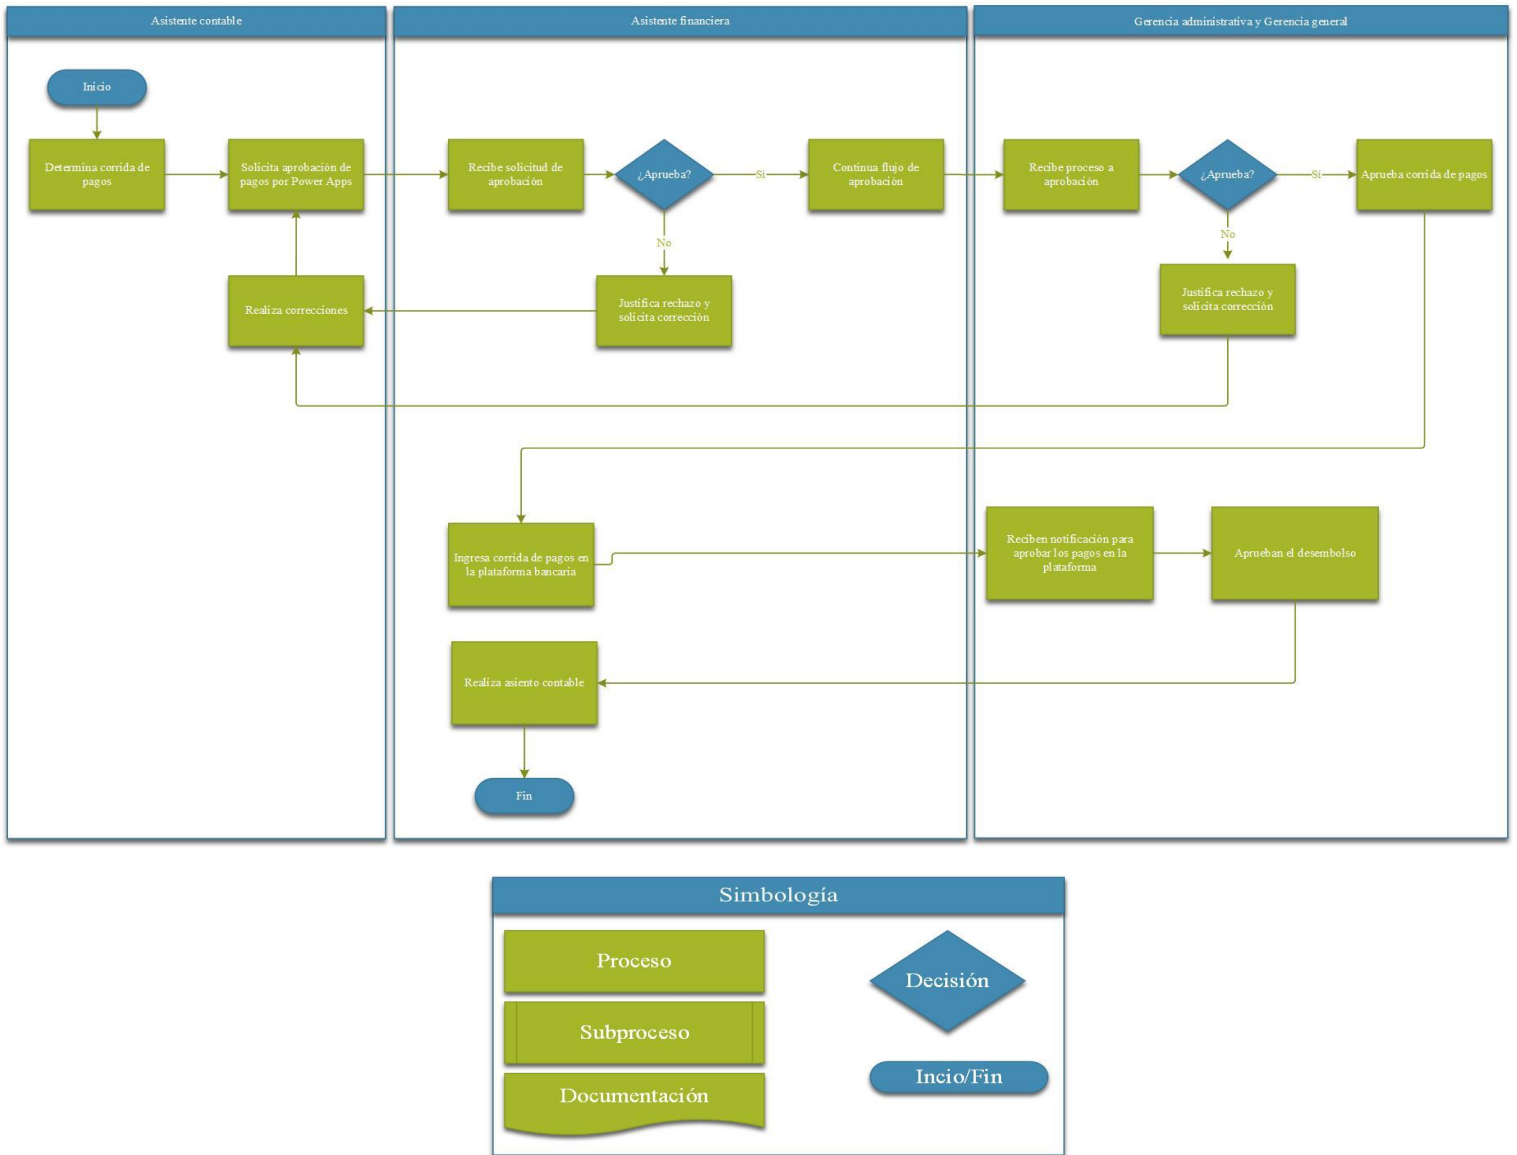 Asistente contable
Asistente financiera
Gerencia administrativa y Gerencia general
Inicio
Determina corrida de
pagos
Solicita aprobación de
pagos por Power Apps
Recibe solicitud de
aprobación
¿Aprueba?
Si
Continua flujo de
aprobación
Recibe proceso a
aprobación
¿Aprueba?
Si
Aprueba corrida de pagos
No
No
Realiza correcciones
Justifica rechazo y
solicita corrección
Justifica rechazo y
solicita corrección
Ingresa corrida de pagos en
la plataforma bancaria
Reciben notificación para
aprobar los pagos en la
plataforma
Aprueban el desembolso
Realiza asiento contable
Fin
Simbología
Proceso
Decisión
Subproceso
Incio/Fin
Documentación